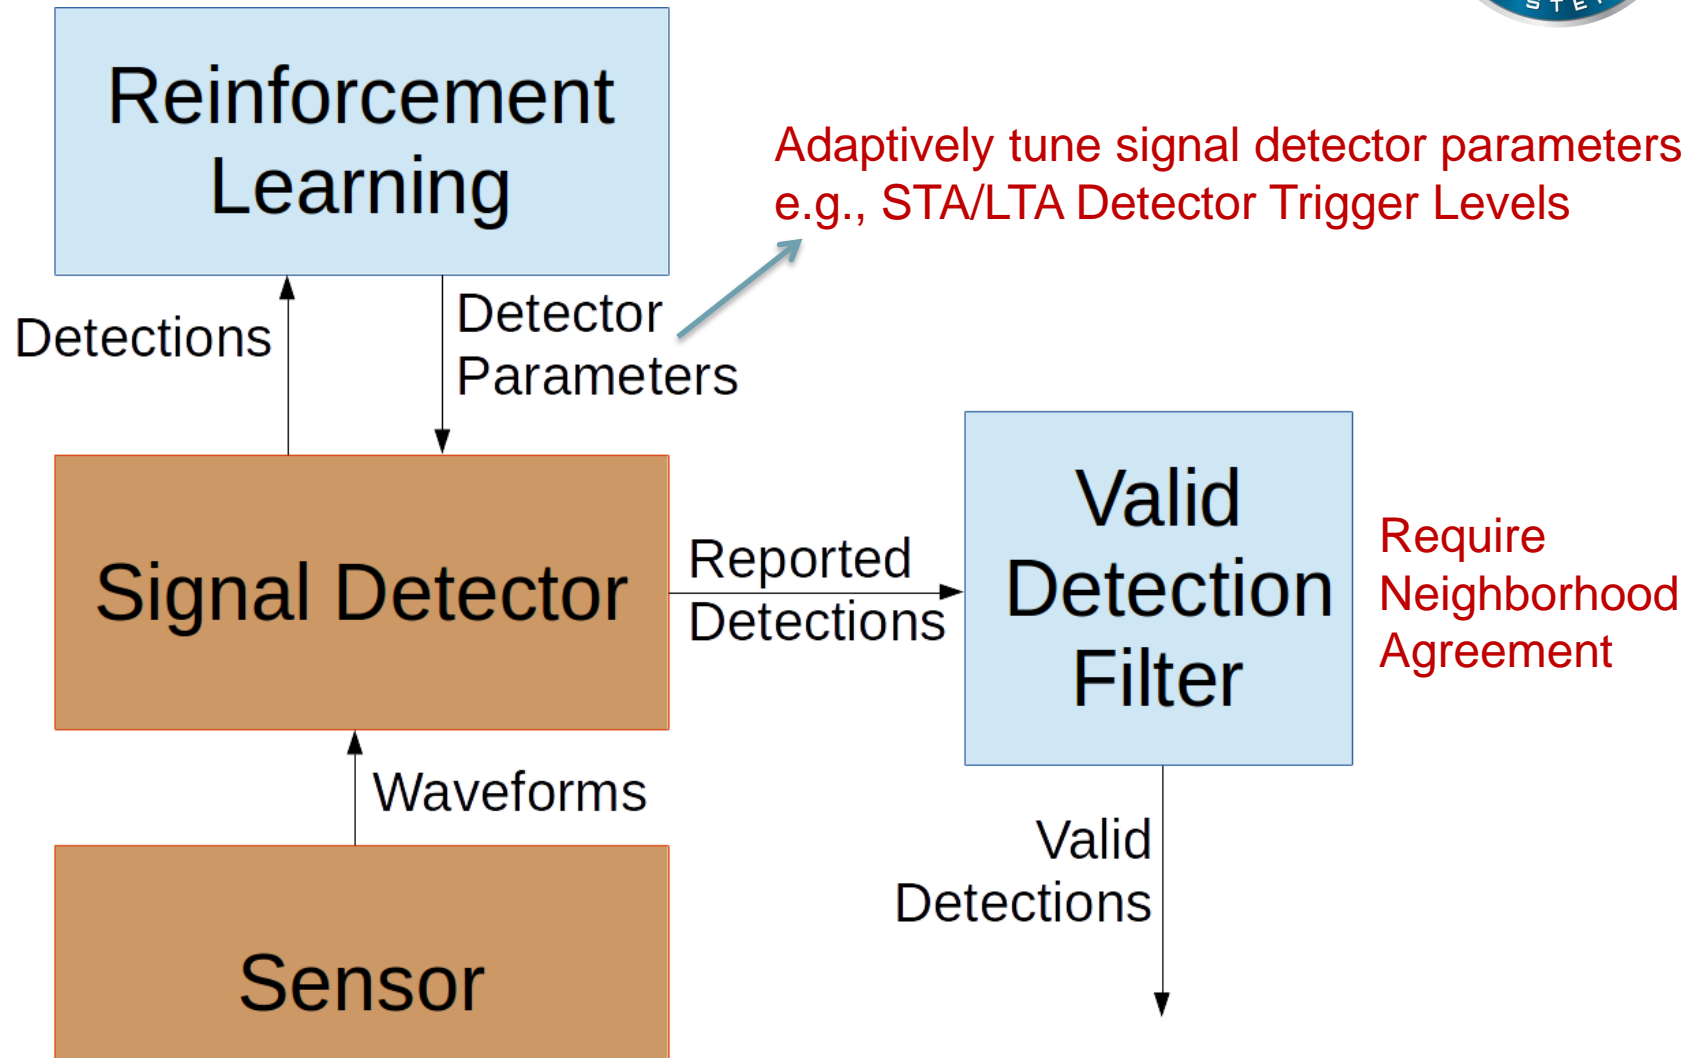 Reinforcement
Learning
Adaptively tune signal detector parameters
e.g., STA/LTA Detector Trigger Levels
Detections
Detector
Parameters
Signal Detector
Reported
Detections
Valid
Detection
Filter
Require
Neighborhood
Agreement
Waveforms
Valid
Detections
Sensor